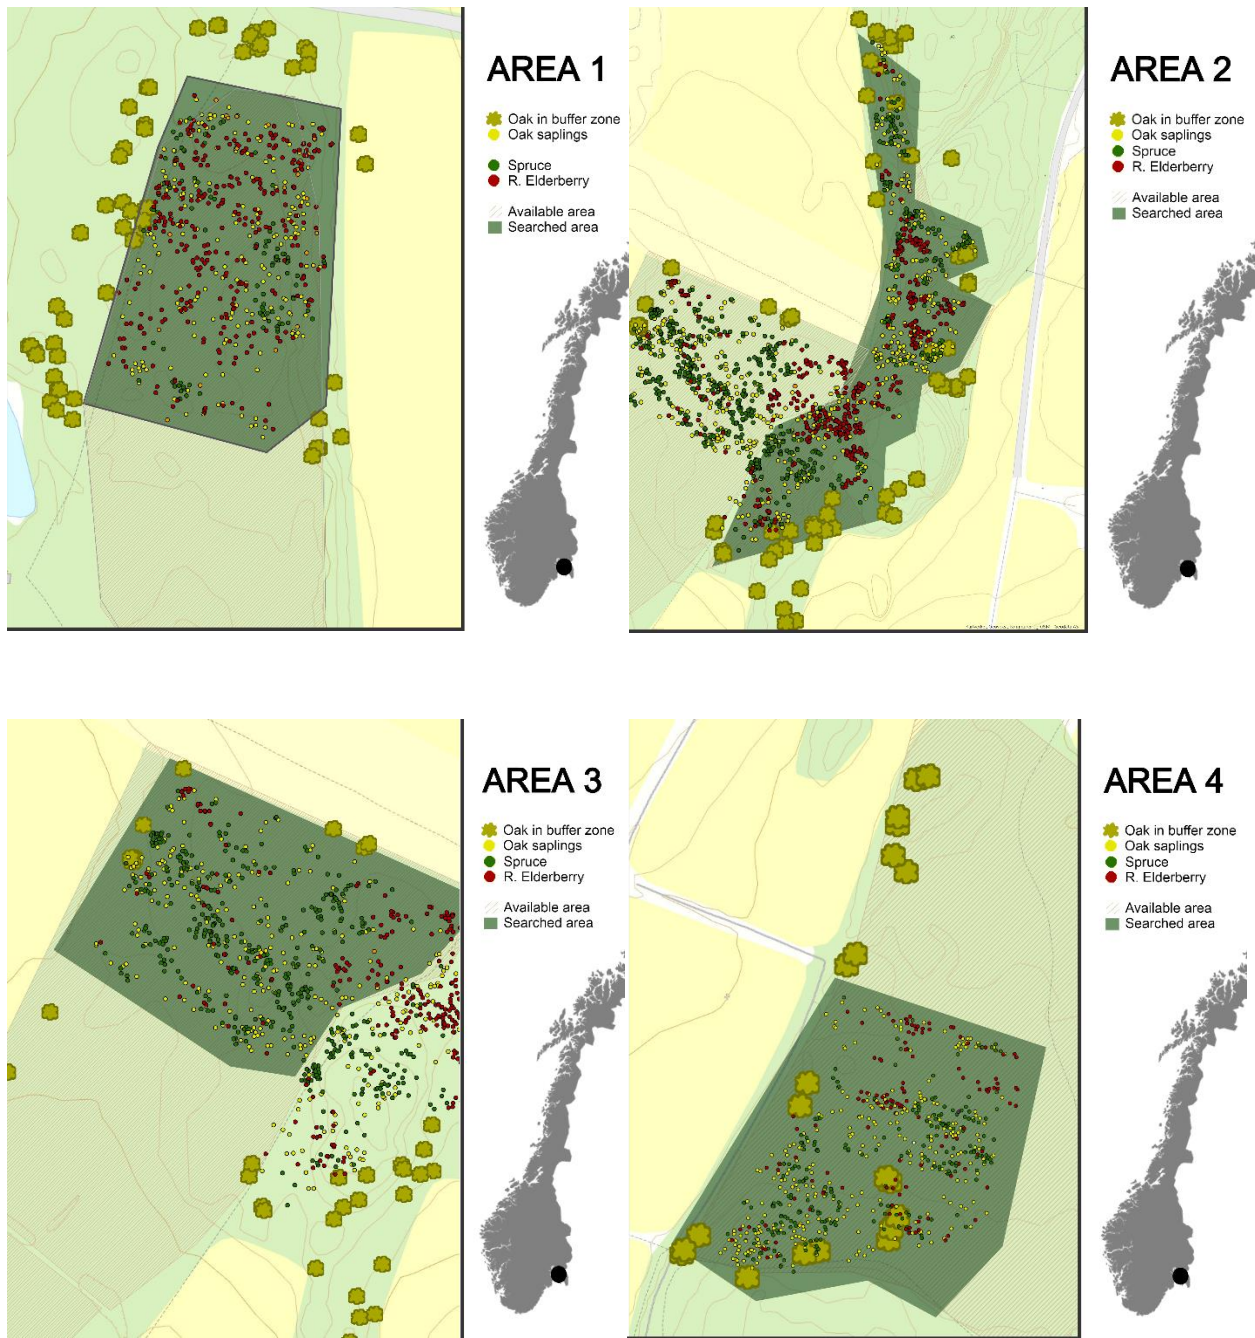 AREA 1
Oak in buffer zone
Oak saplings
Spruce
R. Elderberry
Available area
Searched area
AREA 2
Oak in buffer zone
Oak saplings
Spruce
R. Elderberry
Available area
Searched area
AREA 3
Oak in buffer zone
Oak saplings
Spruce
R. Elderberry
Available area
Searched area
AREA 4
Oak in buffer zone
Oak saplings
Spruce
R. Elderberry
Available area
Searched area